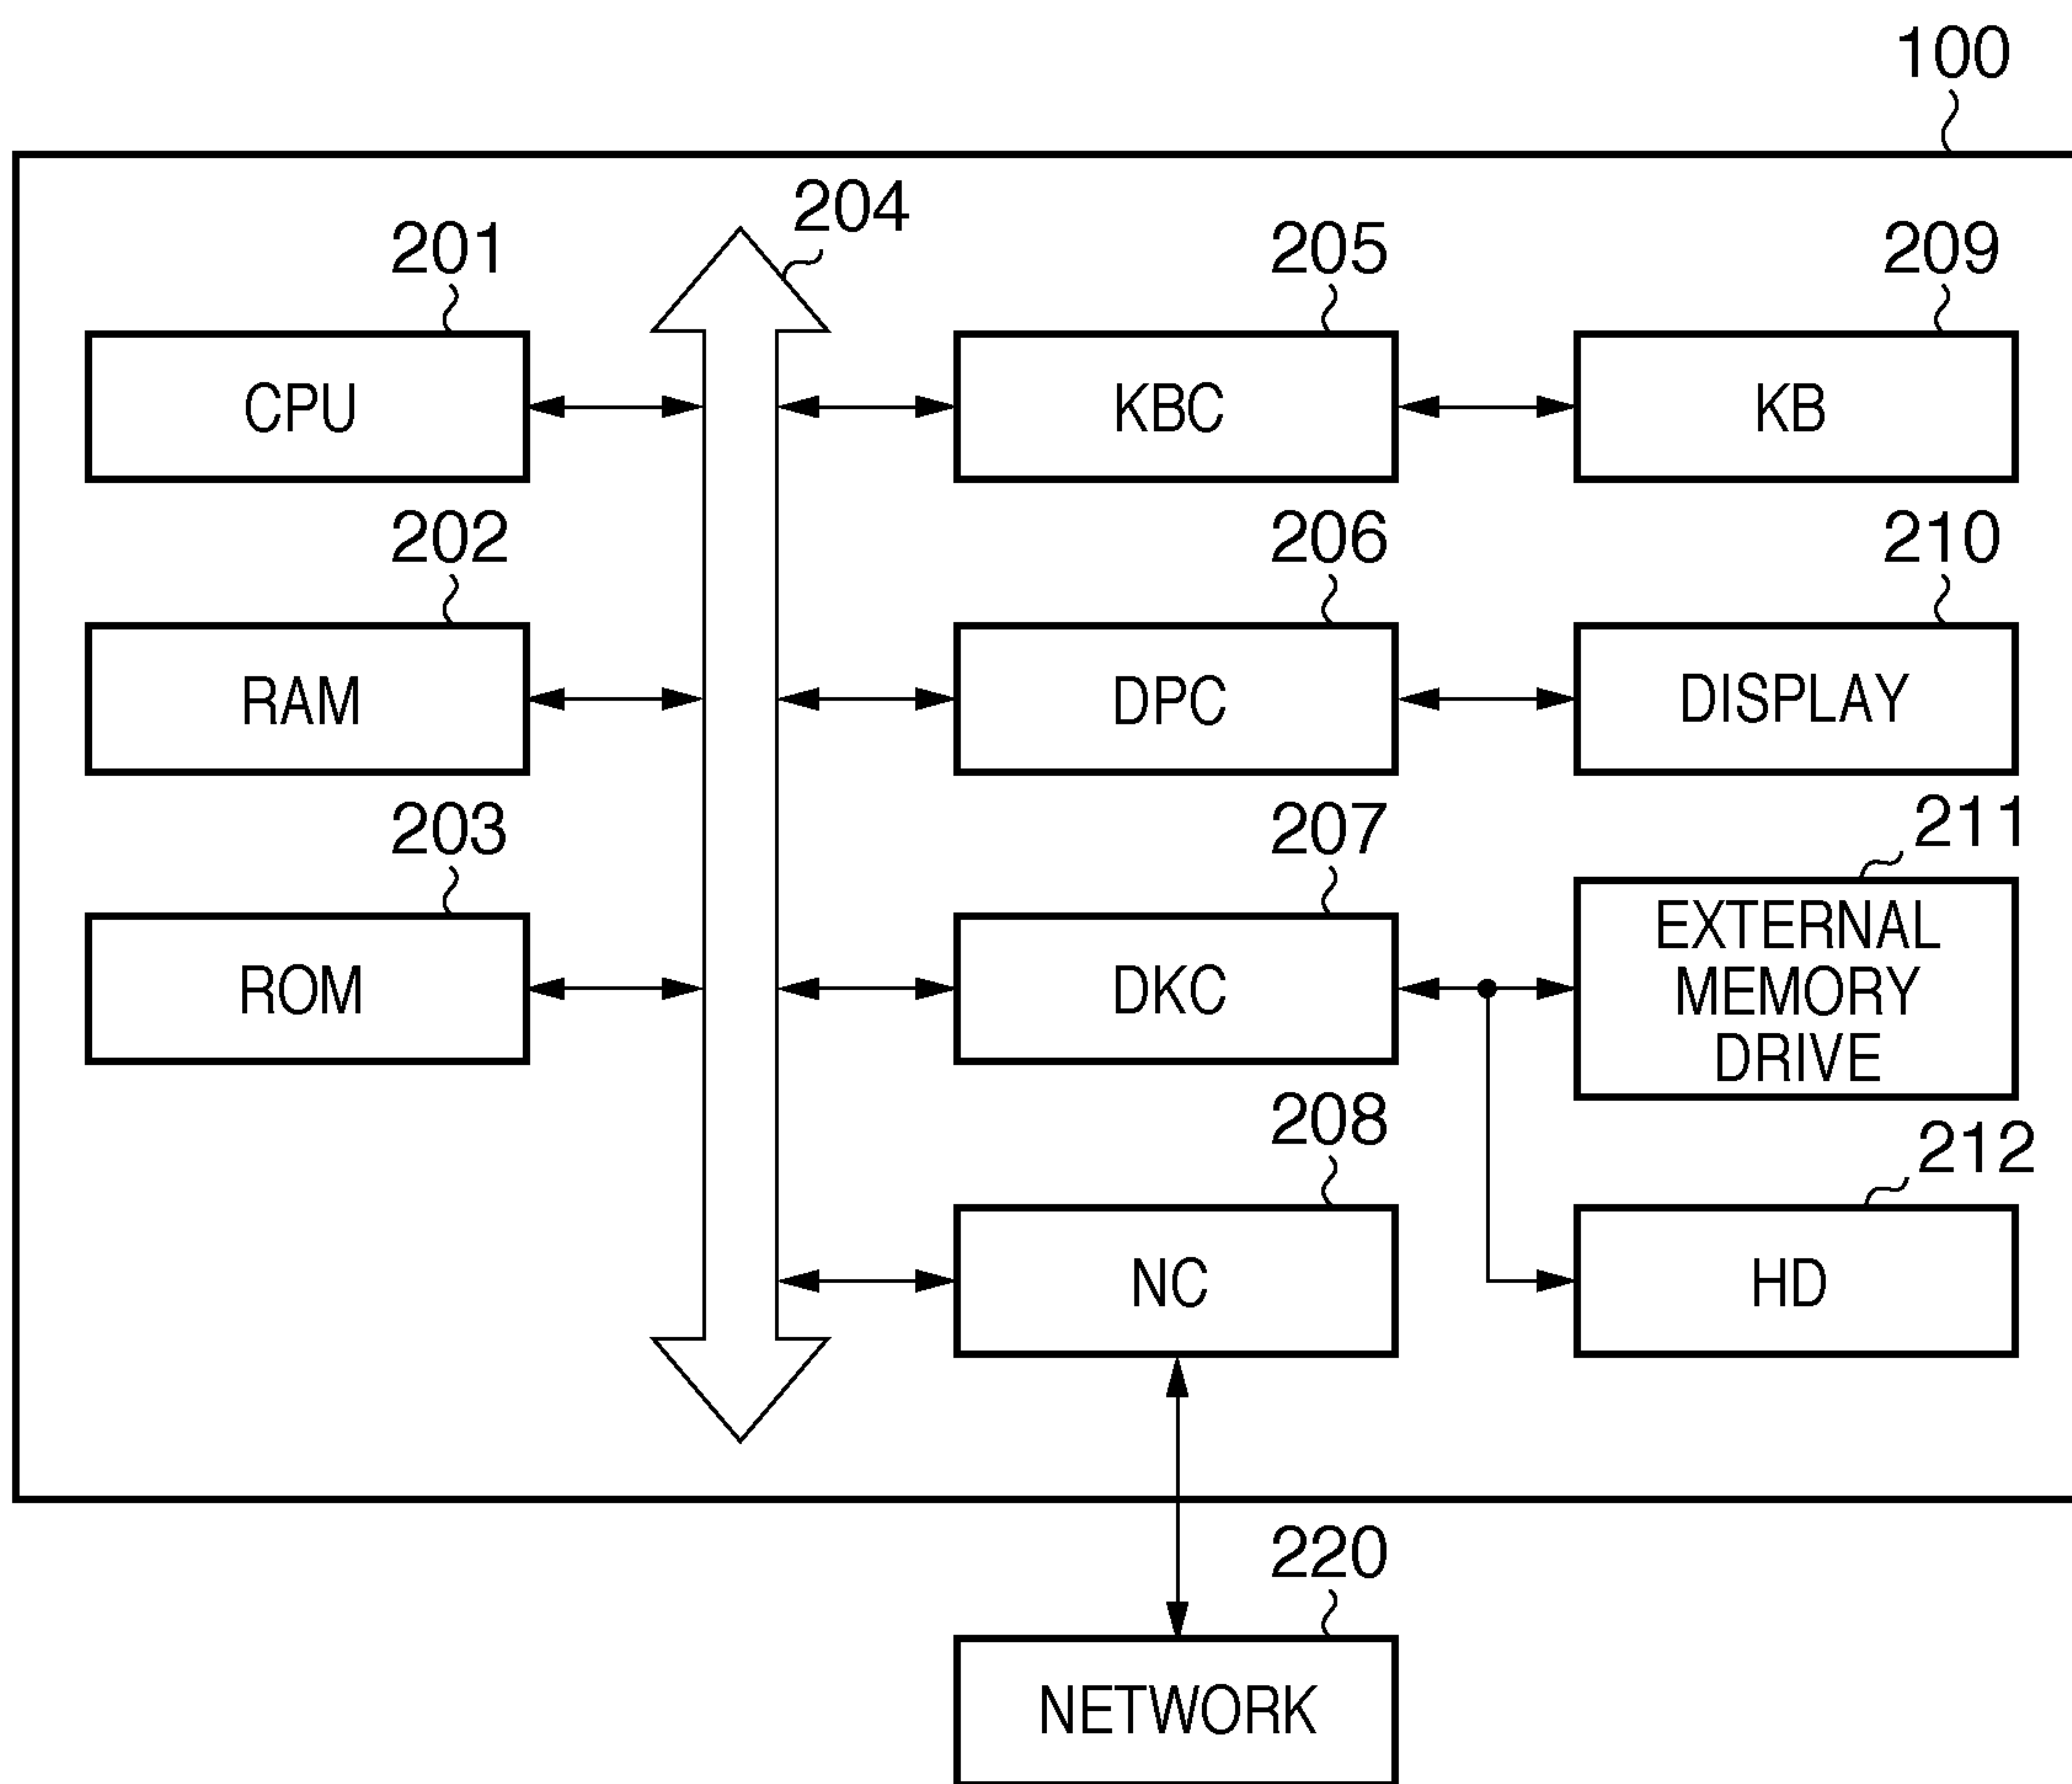 100
204
201
205
209
CPU
KBC
KB
202
206
210
RAM
DPC
DISPLAY
203
207
211
ROM
DKC
EXTERNAL
MEMORY
DRIVE
208
212
NC
HD
220
NETWORK